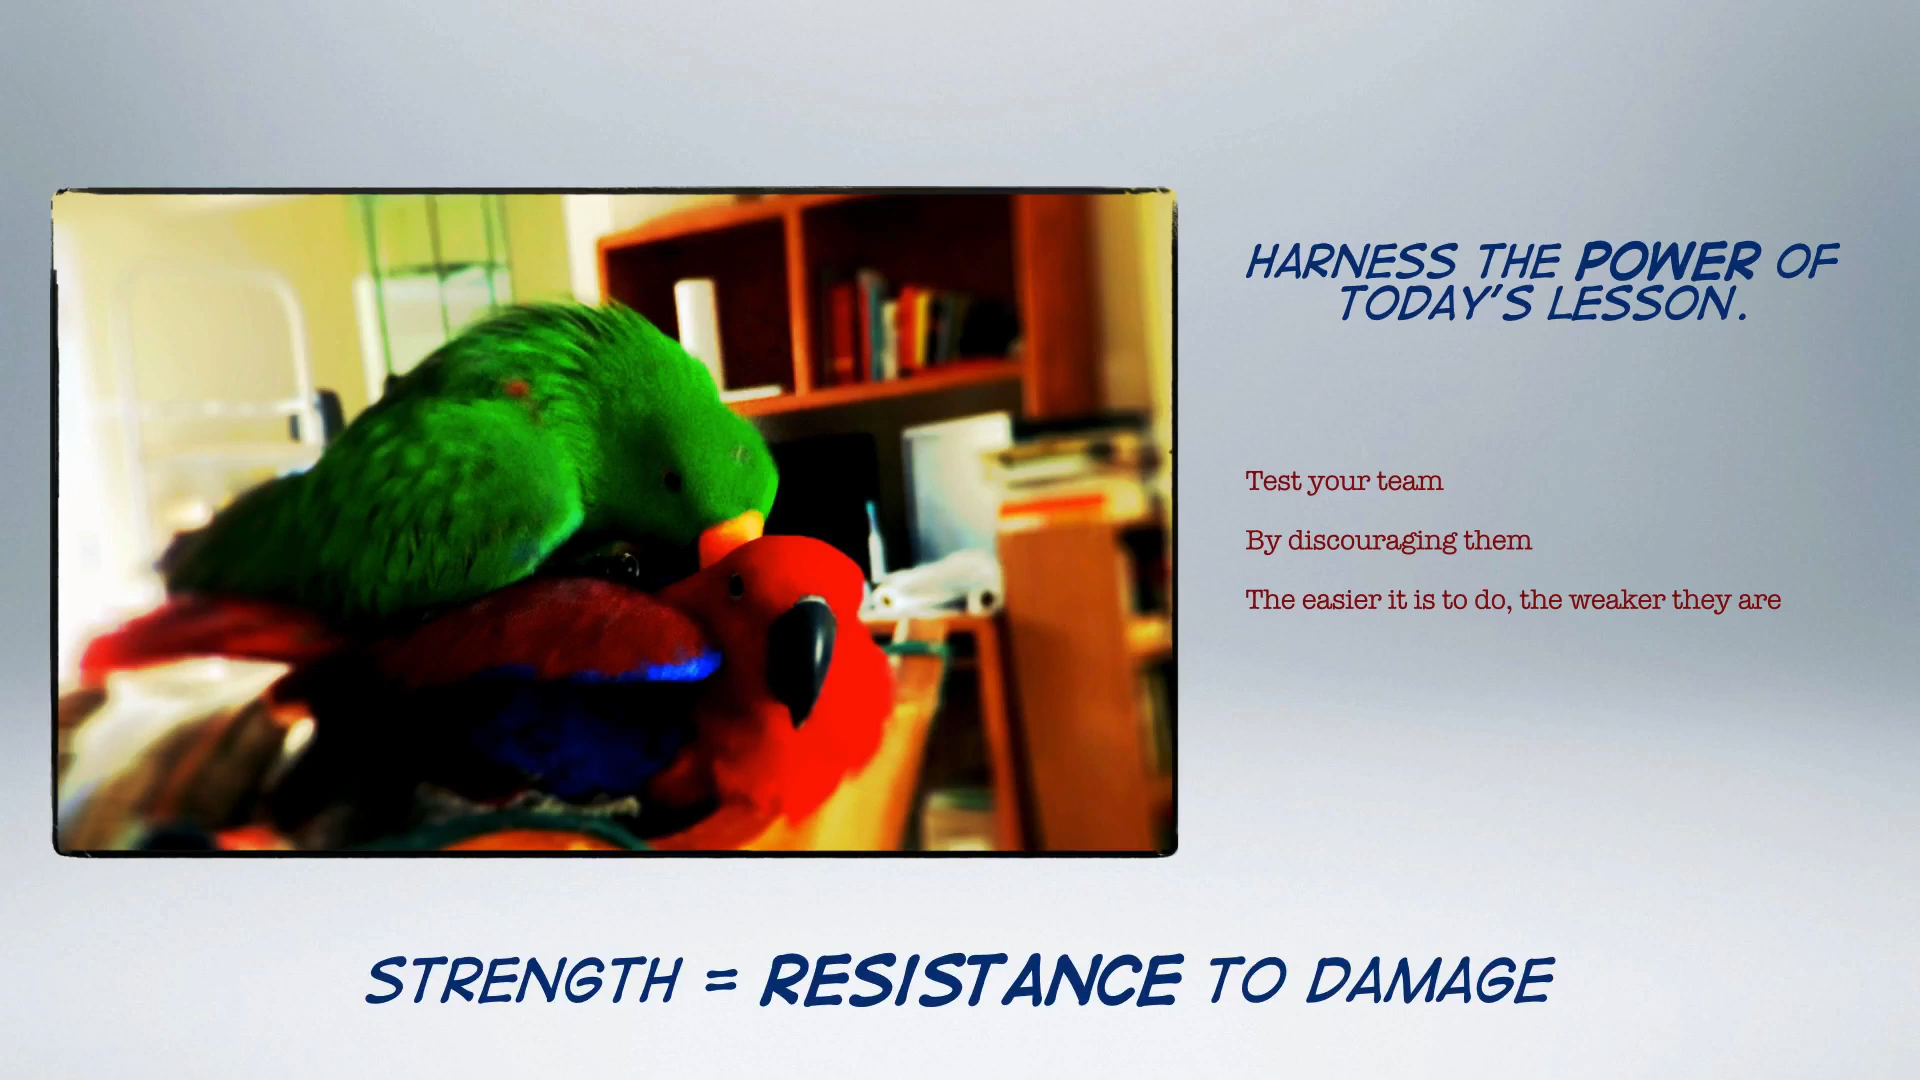 HARNESS THE POWER OF
TODAY'S LESSON.
Test your team
By discouraging them
The easier it is to do, the weaker they are
STRENGTH = RESISTANCE TO DAMAGE